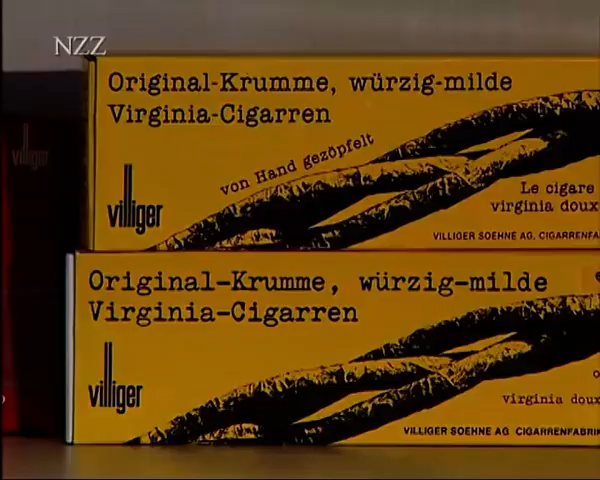 NZZ
Original-Krumme, würzig-milde
Virginia-Cigarren
von Hand gezöpfelt
villiger
villiger
Le cigare
virginia doux
VILLIGER SOEHNE AG, CIGARRENFA
Original-Krumme, würzig-milde
Virginia-Cigarren
villiger
virginia doux
VILLIGER SOEHNE AG CIGARRENFABRIK